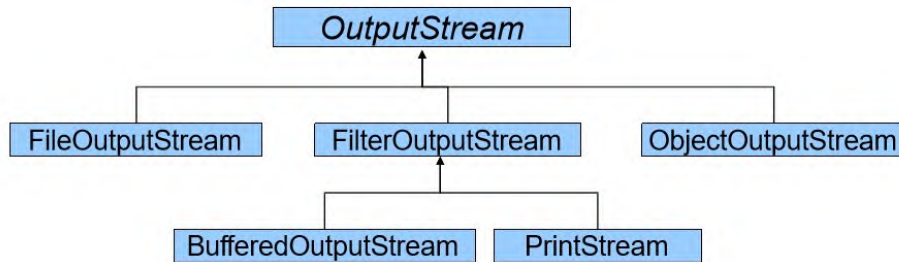 OutputStream
FileOutputStream
FilterOutputStream
ObjectOutputStream
BufferedOutputStream
PrintStream